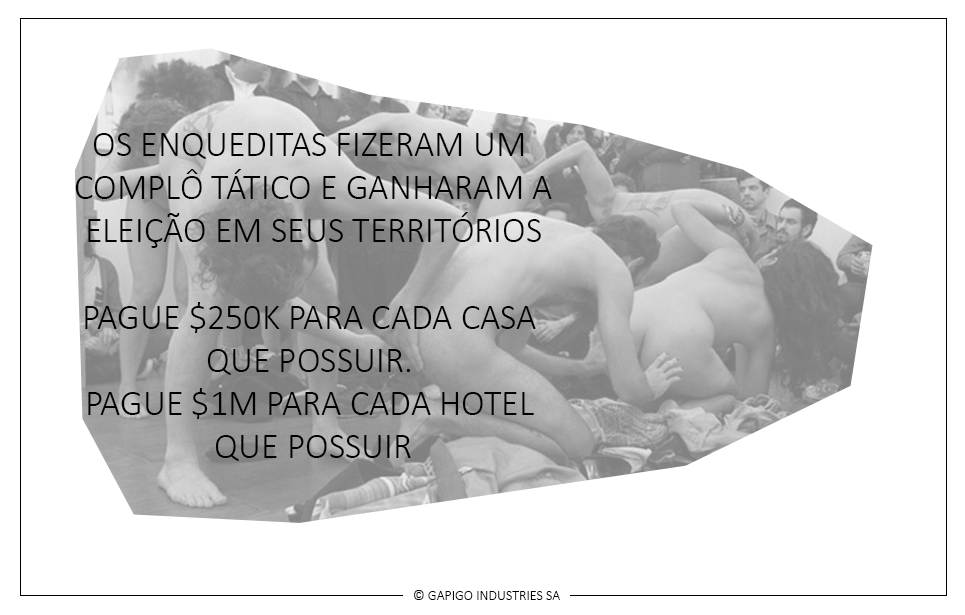 OS ENQUEDITAS FIZERAM UM
COMPLÔ TÁTICO E GANHARAM A
ELEIÇÃO EM SEUS TERRITÓRIOS
PAGUE $250K PARA CADA CASA
QUE POSSUIR.
PAGUE $1M PARA CADA HOTEL
QUE POSSUIR
© GAPIGO INDUSTRIES SA